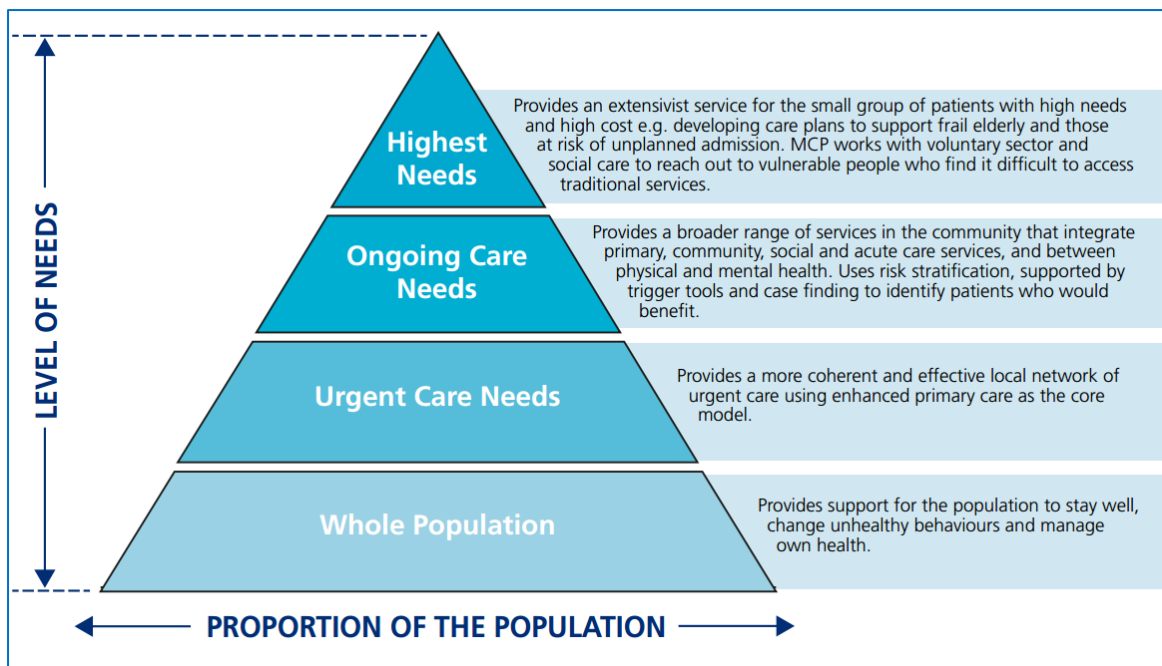 LEVEL OF NEEDS
Highest
Needs
Provides an extensivist service for the small group of patients with high needs
and high cost e.g. developing care plans to support frail elderly and those
at risk of unplanned admission. MCP works with voluntary sector and
social care to reach out to vulnerable people who find it difficult to access
traditional services.
Ongoing Care
Needs
Provides a broader range of services in the community that integrate
primary, community, social and acute care services, and between
physical and mental health. Uses risk stratification, supported by
trigger tools and case finding to identify patients who would
benefit.
Urgent Care Needs
Provides a more coherent and effective local network of
urgent care using enhanced primary care as the core
model.
Whole Population
Provides support for the population to stay well,
change unhealthy behaviours and manage
own health.
PROPORTION OF THE POPULATION